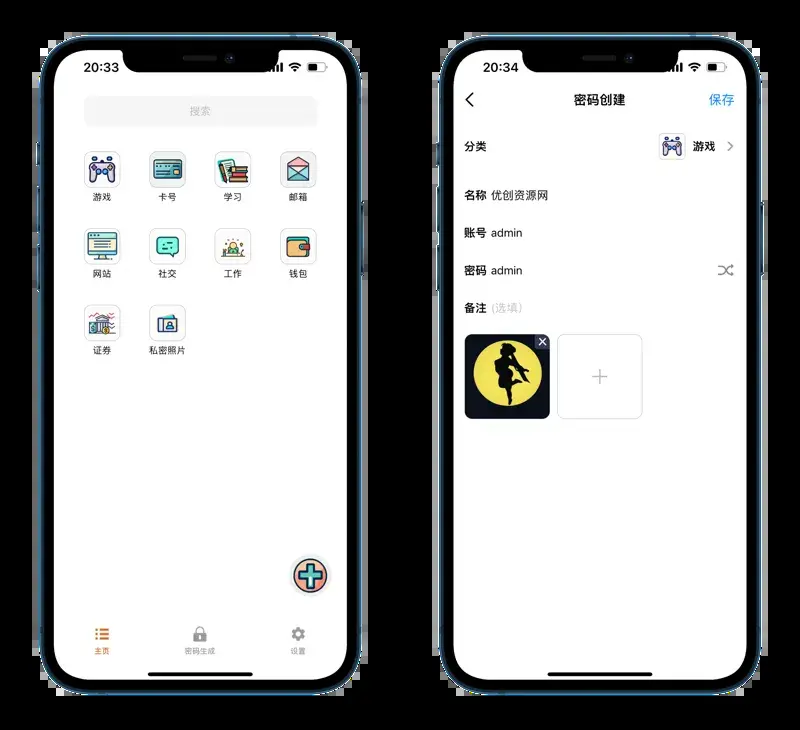 20:33
搜索
游戏 卡号 学习 邮箱
网站 社交 工作 钱包
证券 私密照片
主页 密码生成 设置
20:34
密码创建 保存
分类 游戏
名称 优创资源网
账号 admin
密码 admin
备注 (选填)